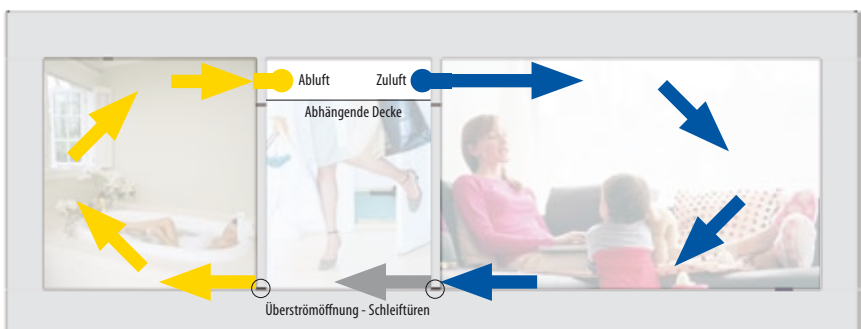 Abluft Zuluft
Abhängende Decke
Überströmöffnung - Schleiftüren